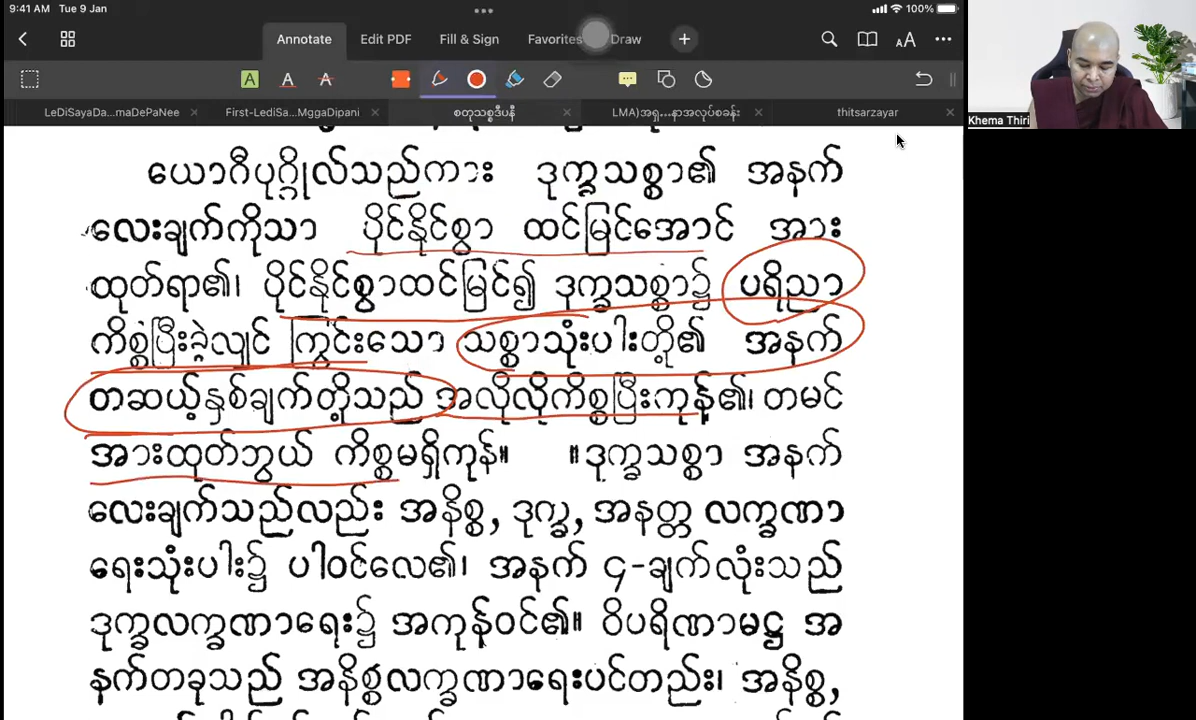 9:41 AM Tue 9 Jan
100%
Annotate Edit PDF Fill & Sign Favorites Draw
LeDiSayaDa...maDePaNee First-LediSa...MggaDipani စတုသစ္စဒီပနီ LMA)အရှ...နာအလုပ်စခန်း thitsarzayar
Khema Thiri
ယောဂီပုဂ္ဂိုလ်သည်ကား ဒုက္ခသစ္စာ၏ အနက်
လေးချက်ကိုသာ ပိုင်နိုင်စွာ ထင်မြင်အောင် အား
ထုတ်ရာ၏၊ ပိုင်နိုင်စွာထင်မြင်၍ ဒုက္ခသစ္စာ၌ ပရိညာ
ကိစ္စပြီးခဲ့လျှင် ကြွင်းသော သစ္စာသုံးပါးတို့၏ အနက်
တဆယ့်နှစ်ချက်တို့သည် အလိုလိုကိစ္စပြီးကုန်၏၊ တမင်
အားထုတ်ဘွယ် ကိစ္စမရှိကုန်။ ။ဒုက္ခသစ္စာ အနက်
လေးချက်သည်လည်း အနိစ္စ, ဒုက္ခ, အနတ္တ လက္ခဏာ
ရေးသုံးပါး၌ ပါဝင်လေ၏၊ အနက် ၄-ချက်လုံးသည်
ဒုက္ခလက္ခဏာရေး၌ အကုန်ဝင်၏။ ဝိပရိဏာမဋ္ဌ အ
နက်တခုသည် အနိစ္စလက္ခဏာရေးပင်တည်း၊ အနိစ္စ,